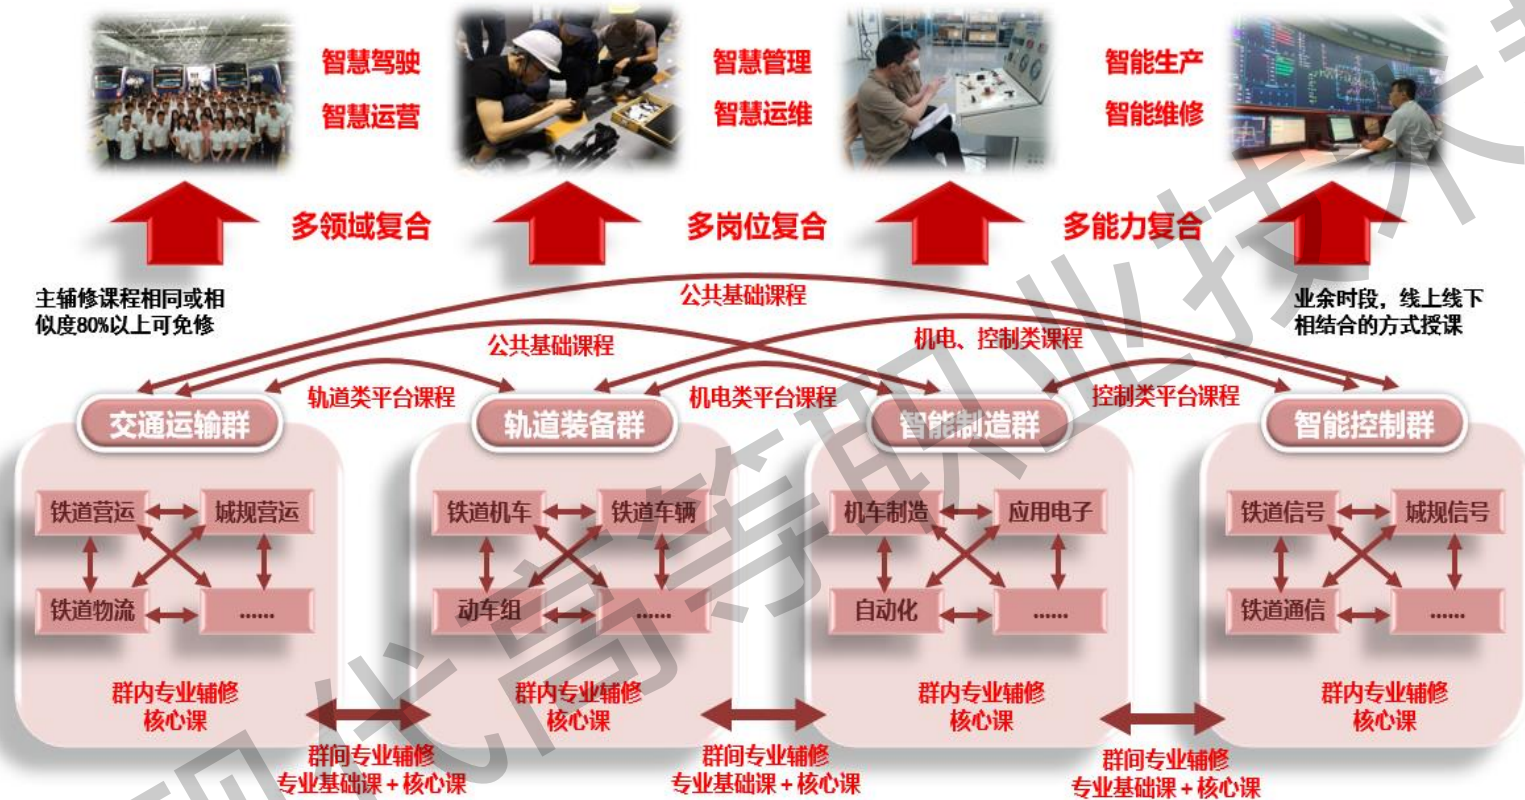 智慧驾驶
智慧运营
智慧管理
智慧运维
智能生产
智能维修
多领域复合
多岗位复合
多能力复合
主辅修课程相同或相
似度80%以上可免修
公共基础课程
业余时段，线上线下
相结合的方式授课
公共基础课程
机电、控制类课程
轨道类平台课程
机电类平台课程
控制类平台课程
交通运输群
轨道装备群
智能制造群
智能控制群
铁道营运
城规营运
铁道机车
铁道车辆
机车制造
应用电子
铁道信号
城规信号
铁道物流
......
动车组
......
自动化
......
铁道通信
......
群内专业辅修
核心课
群内专业辅修
核心课
群内专业辅修
核心课
群内专业辅修
核心课
群间专业辅修
专业基础课+核心课
群间专业辅修
专业基础课+核心课
群间专业辅修
专业基础课+核心课
现代高等职业技术